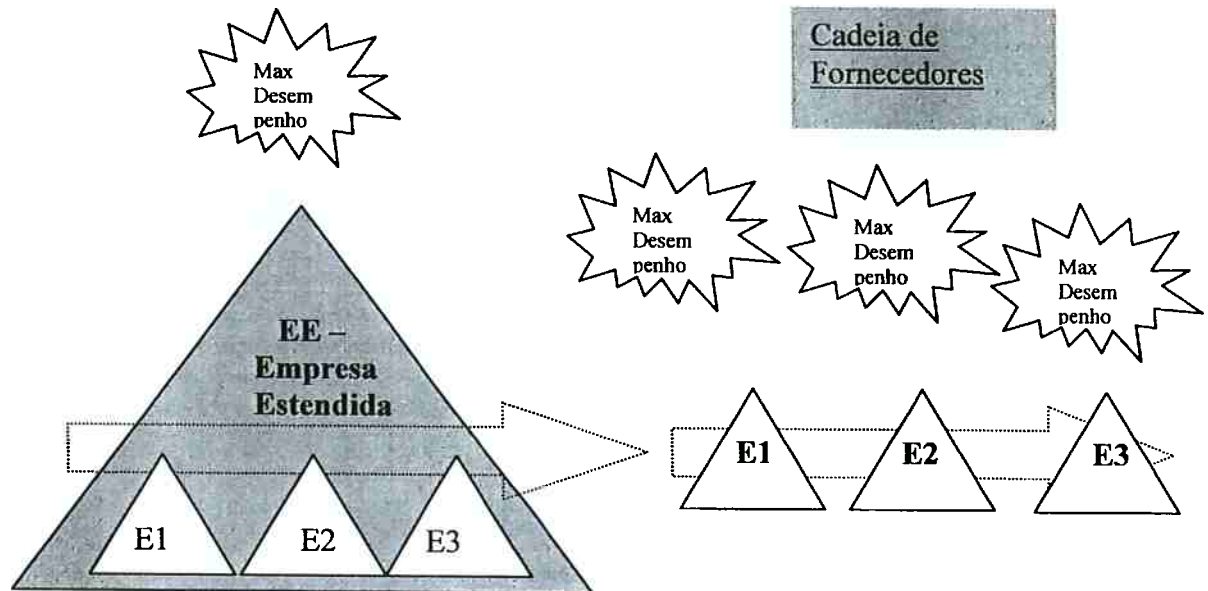 Max
Desem
penho
Cadeia de
Fornecedores
Max
Desem
penho
Max
Desem
penho
Max
Desem
penho
EE –
Empresa
Estendida
E1
E2
E3
E1
E2
E3